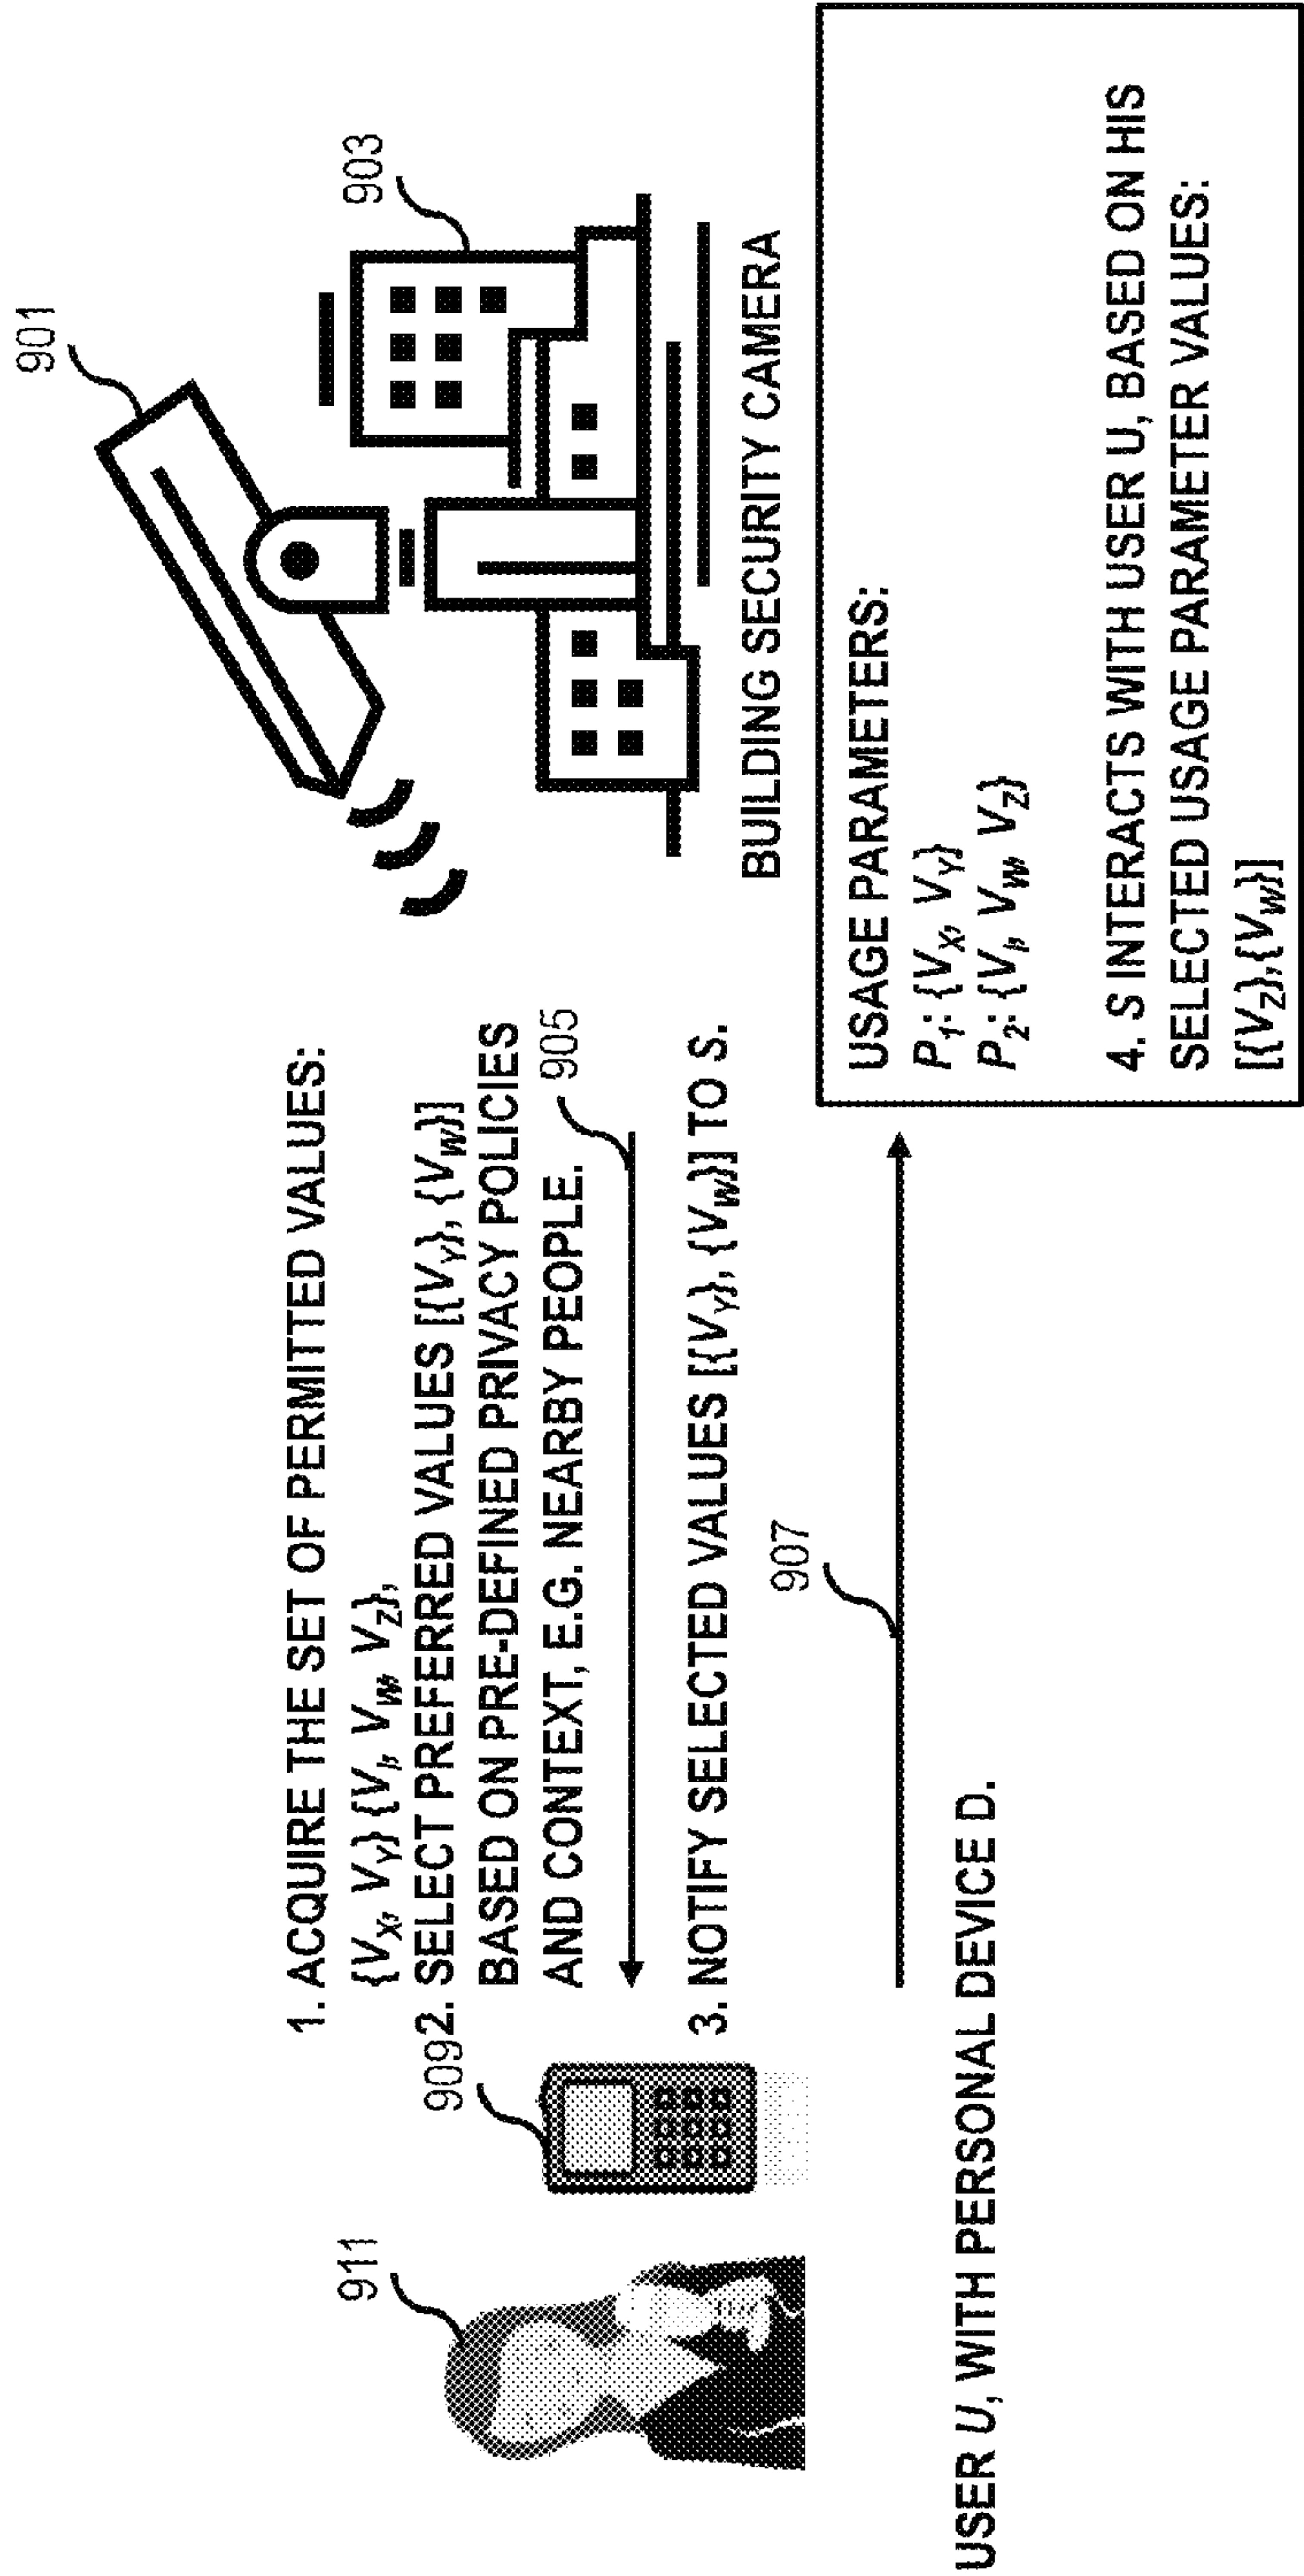 901
903
BUILDING SECURITY CAMERA
1. ACQUIRE THE SET OF PERMITTED VALUES:
{V_X, V_Y} {V_I, V_W, V_Z},
2. SELECT PREFERRED VALUES [{V_Y}, {V_W}]
BASED ON PRE-DEFINED PRIVACY POLICIES
AND CONTEXT, E.G. NEARBY PEOPLE.
905
3. NOTIFY SELECTED VALUES [{V_Y}, {V_W}] TO S.
907
909
911
USER U, WITH PERSONAL DEVICE D.
USAGE PARAMETERS:
P_1: {V_X, V_Y}
P_2: {V_I, V_W, V_Z}
4. S INTERACTS WITH USER U, BASED ON HIS
SELECTED USAGE PARAMETER VALUES:
[{V_Z},{V_W}]